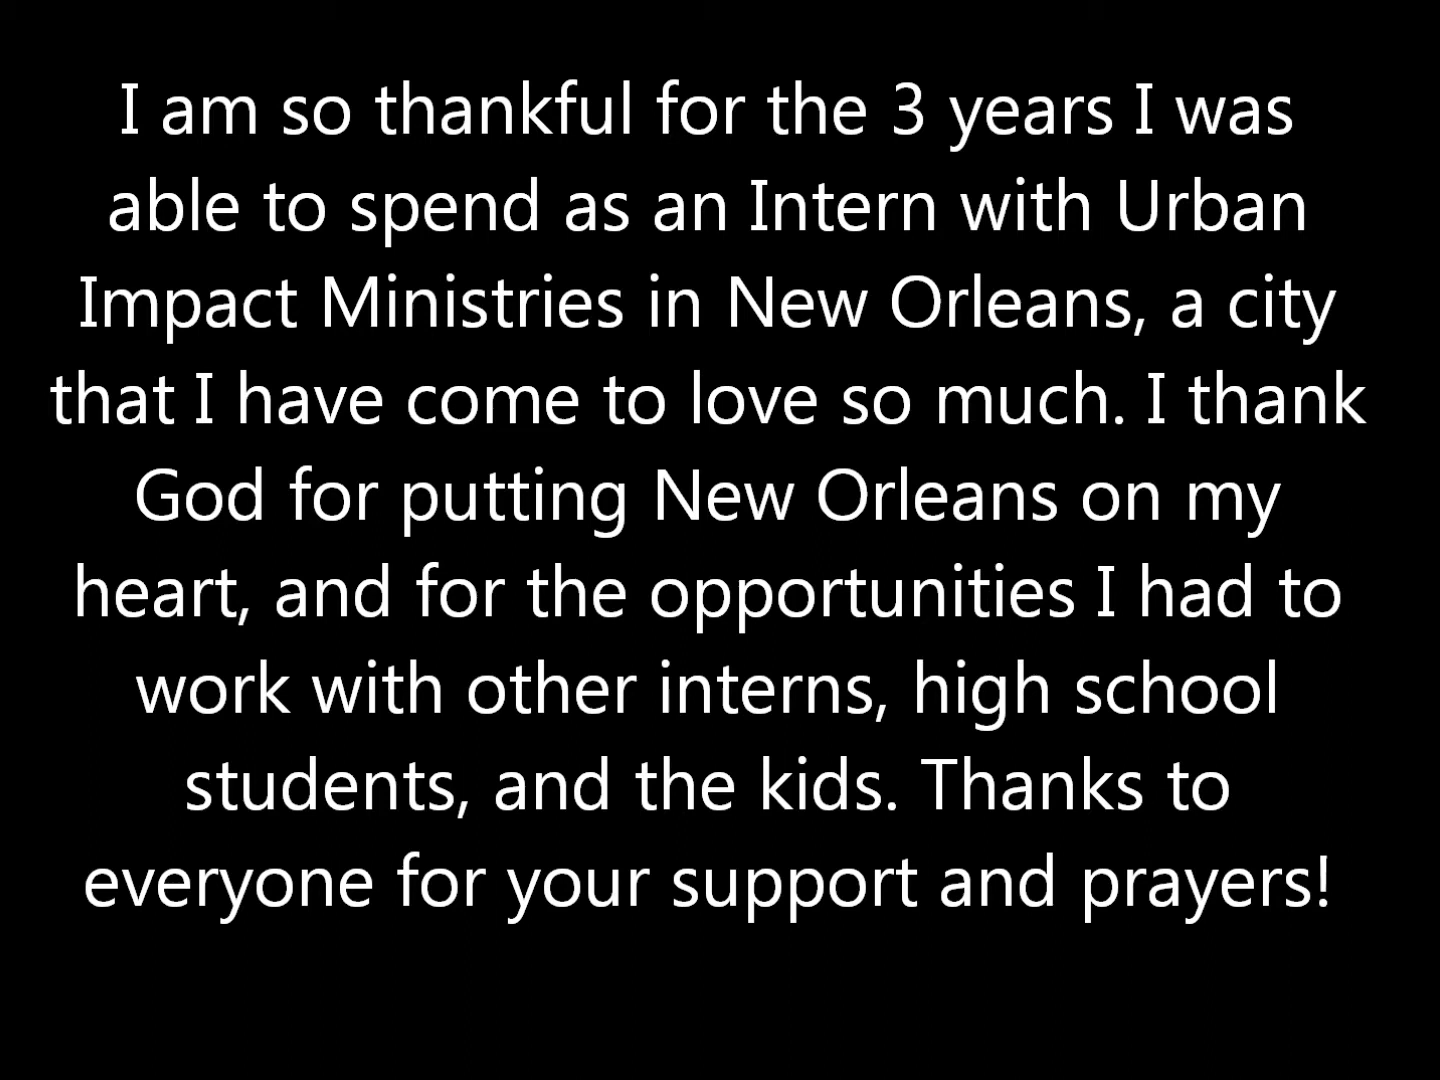 I am so thankful for the 3 years I was
able to spend as an Intern with Urban
Impact Ministries in New Orleans, a city
that I have come to love so much. I thank
God for putting New Orleans on my
heart, and for the opportunities I had to
work with other interns, high school
students, and the kids. Thanks to
everyone for your support and prayers!